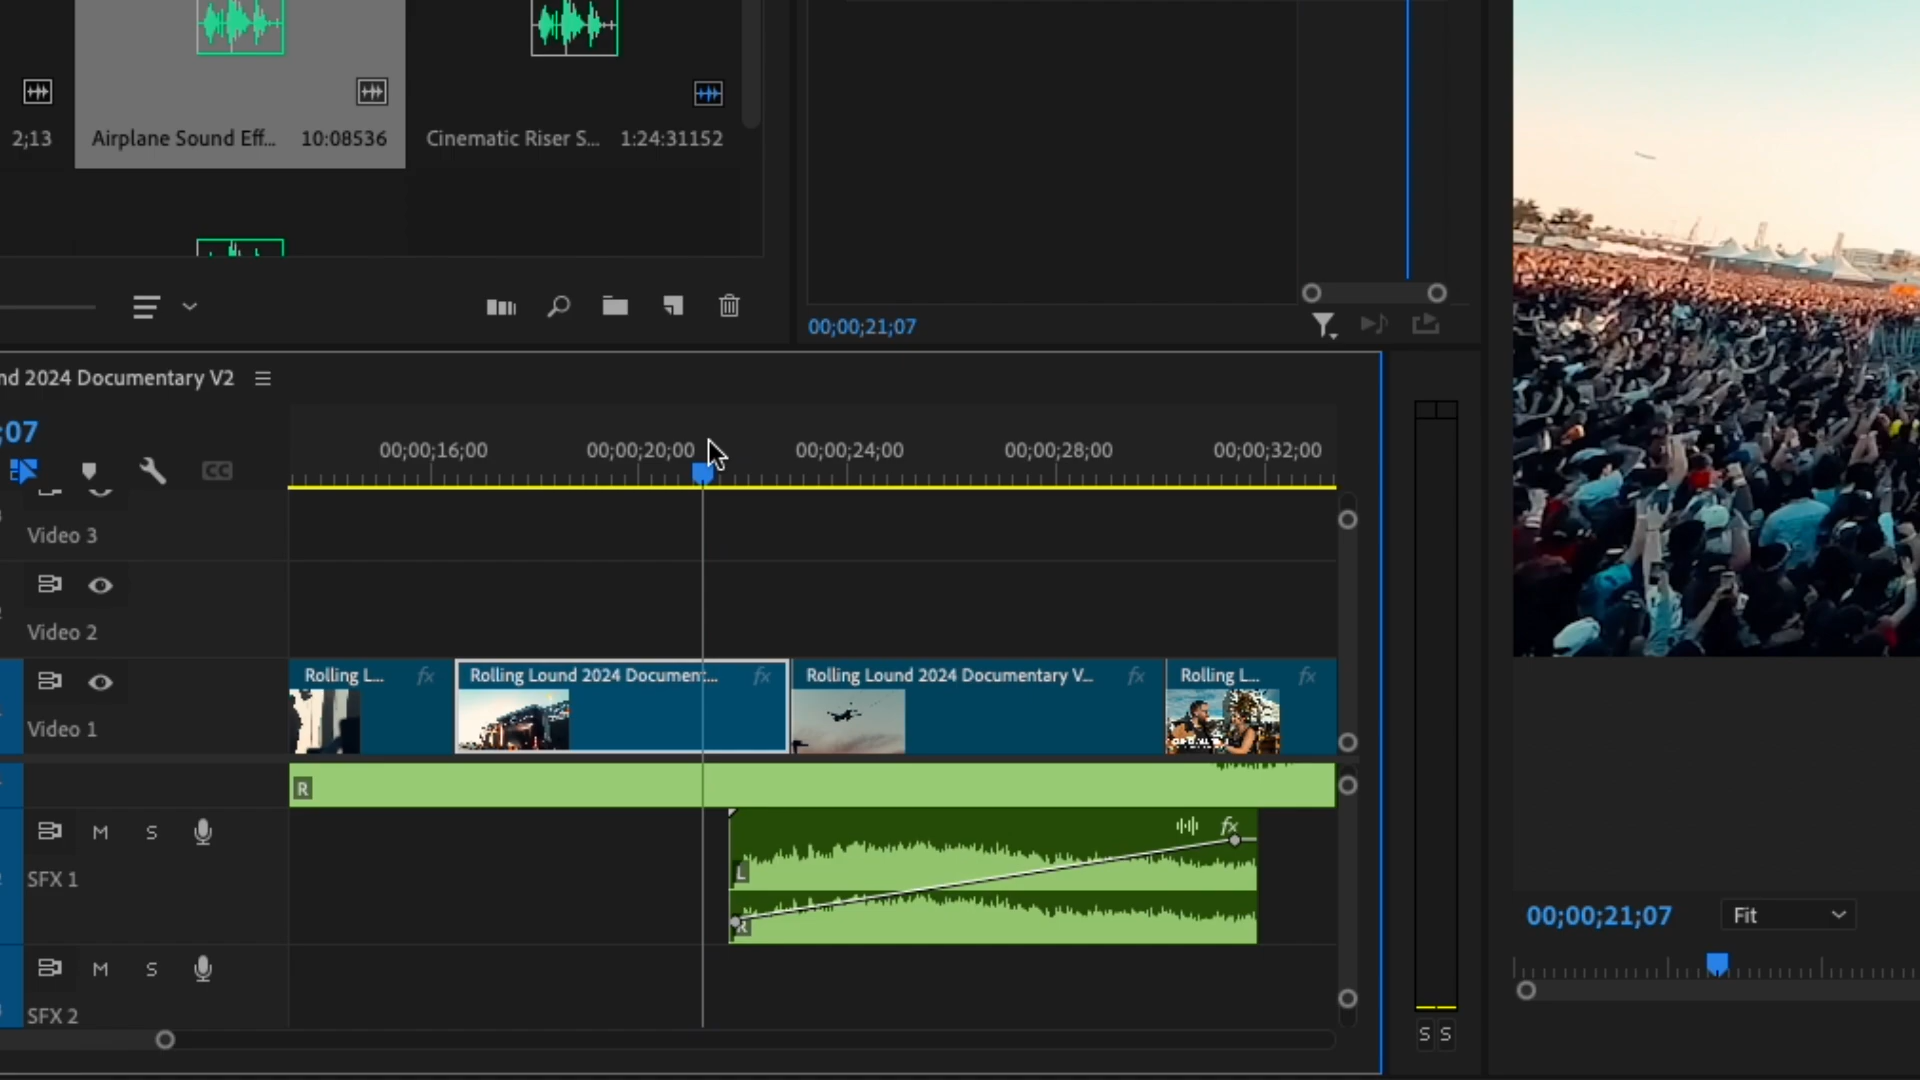 2;13
Airplane Sound Eff... 10:08536
Cinematic Riser S... 1:24:31152
00;00;21;07
nd 2024 Documentary V2
;07
00;00;16;00 00;00;20;00 00;00;24;00 00;00;28;00 00;00;32;00
CC
Video 3
Video 2
Rolling L... fx
Rolling Lound 2024 Document... fx
Rolling Lound 2024 Documentary V... fx
Rolling L... fx
Video 1
R
M S
fx
L
R
SFX 1
M S
SFX 2
S S
00;00;21;07
Fit